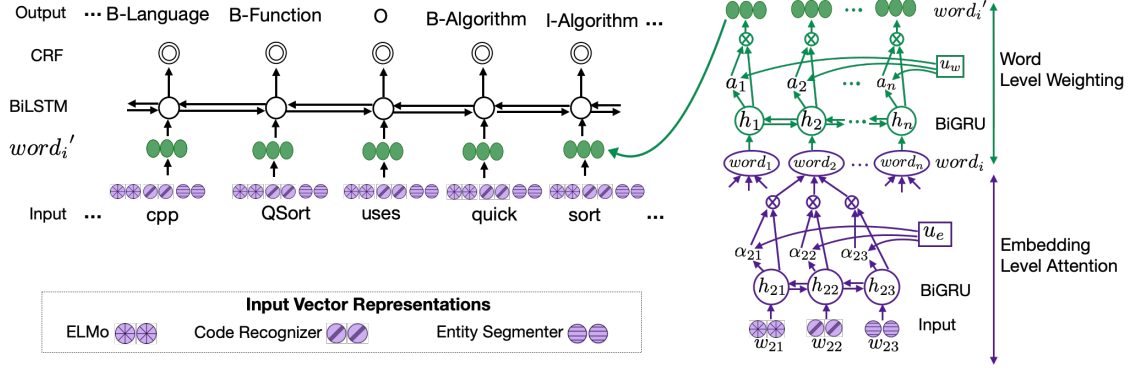 Output ... B-Language B-Function O B-Algorithm I-Algorithm ...
CRF
BiLSTM
word_i'
Input ... cpp QSort uses quick sort ...
Input Vector Representations
ELMo Code Recognizer Entity Segmenter
... word_i'
u_w
a_1 a_2 ... a_n
Word
Level Weighting
h_1 h_2 ... h_n BiGRU
word_1 word_2 ... word_n word_i
u_e
α_21 α_22 α_23
Embedding
Level Attention
h_21 h_22 h_23 BiGRU
Input
w_21 w_22 w_23